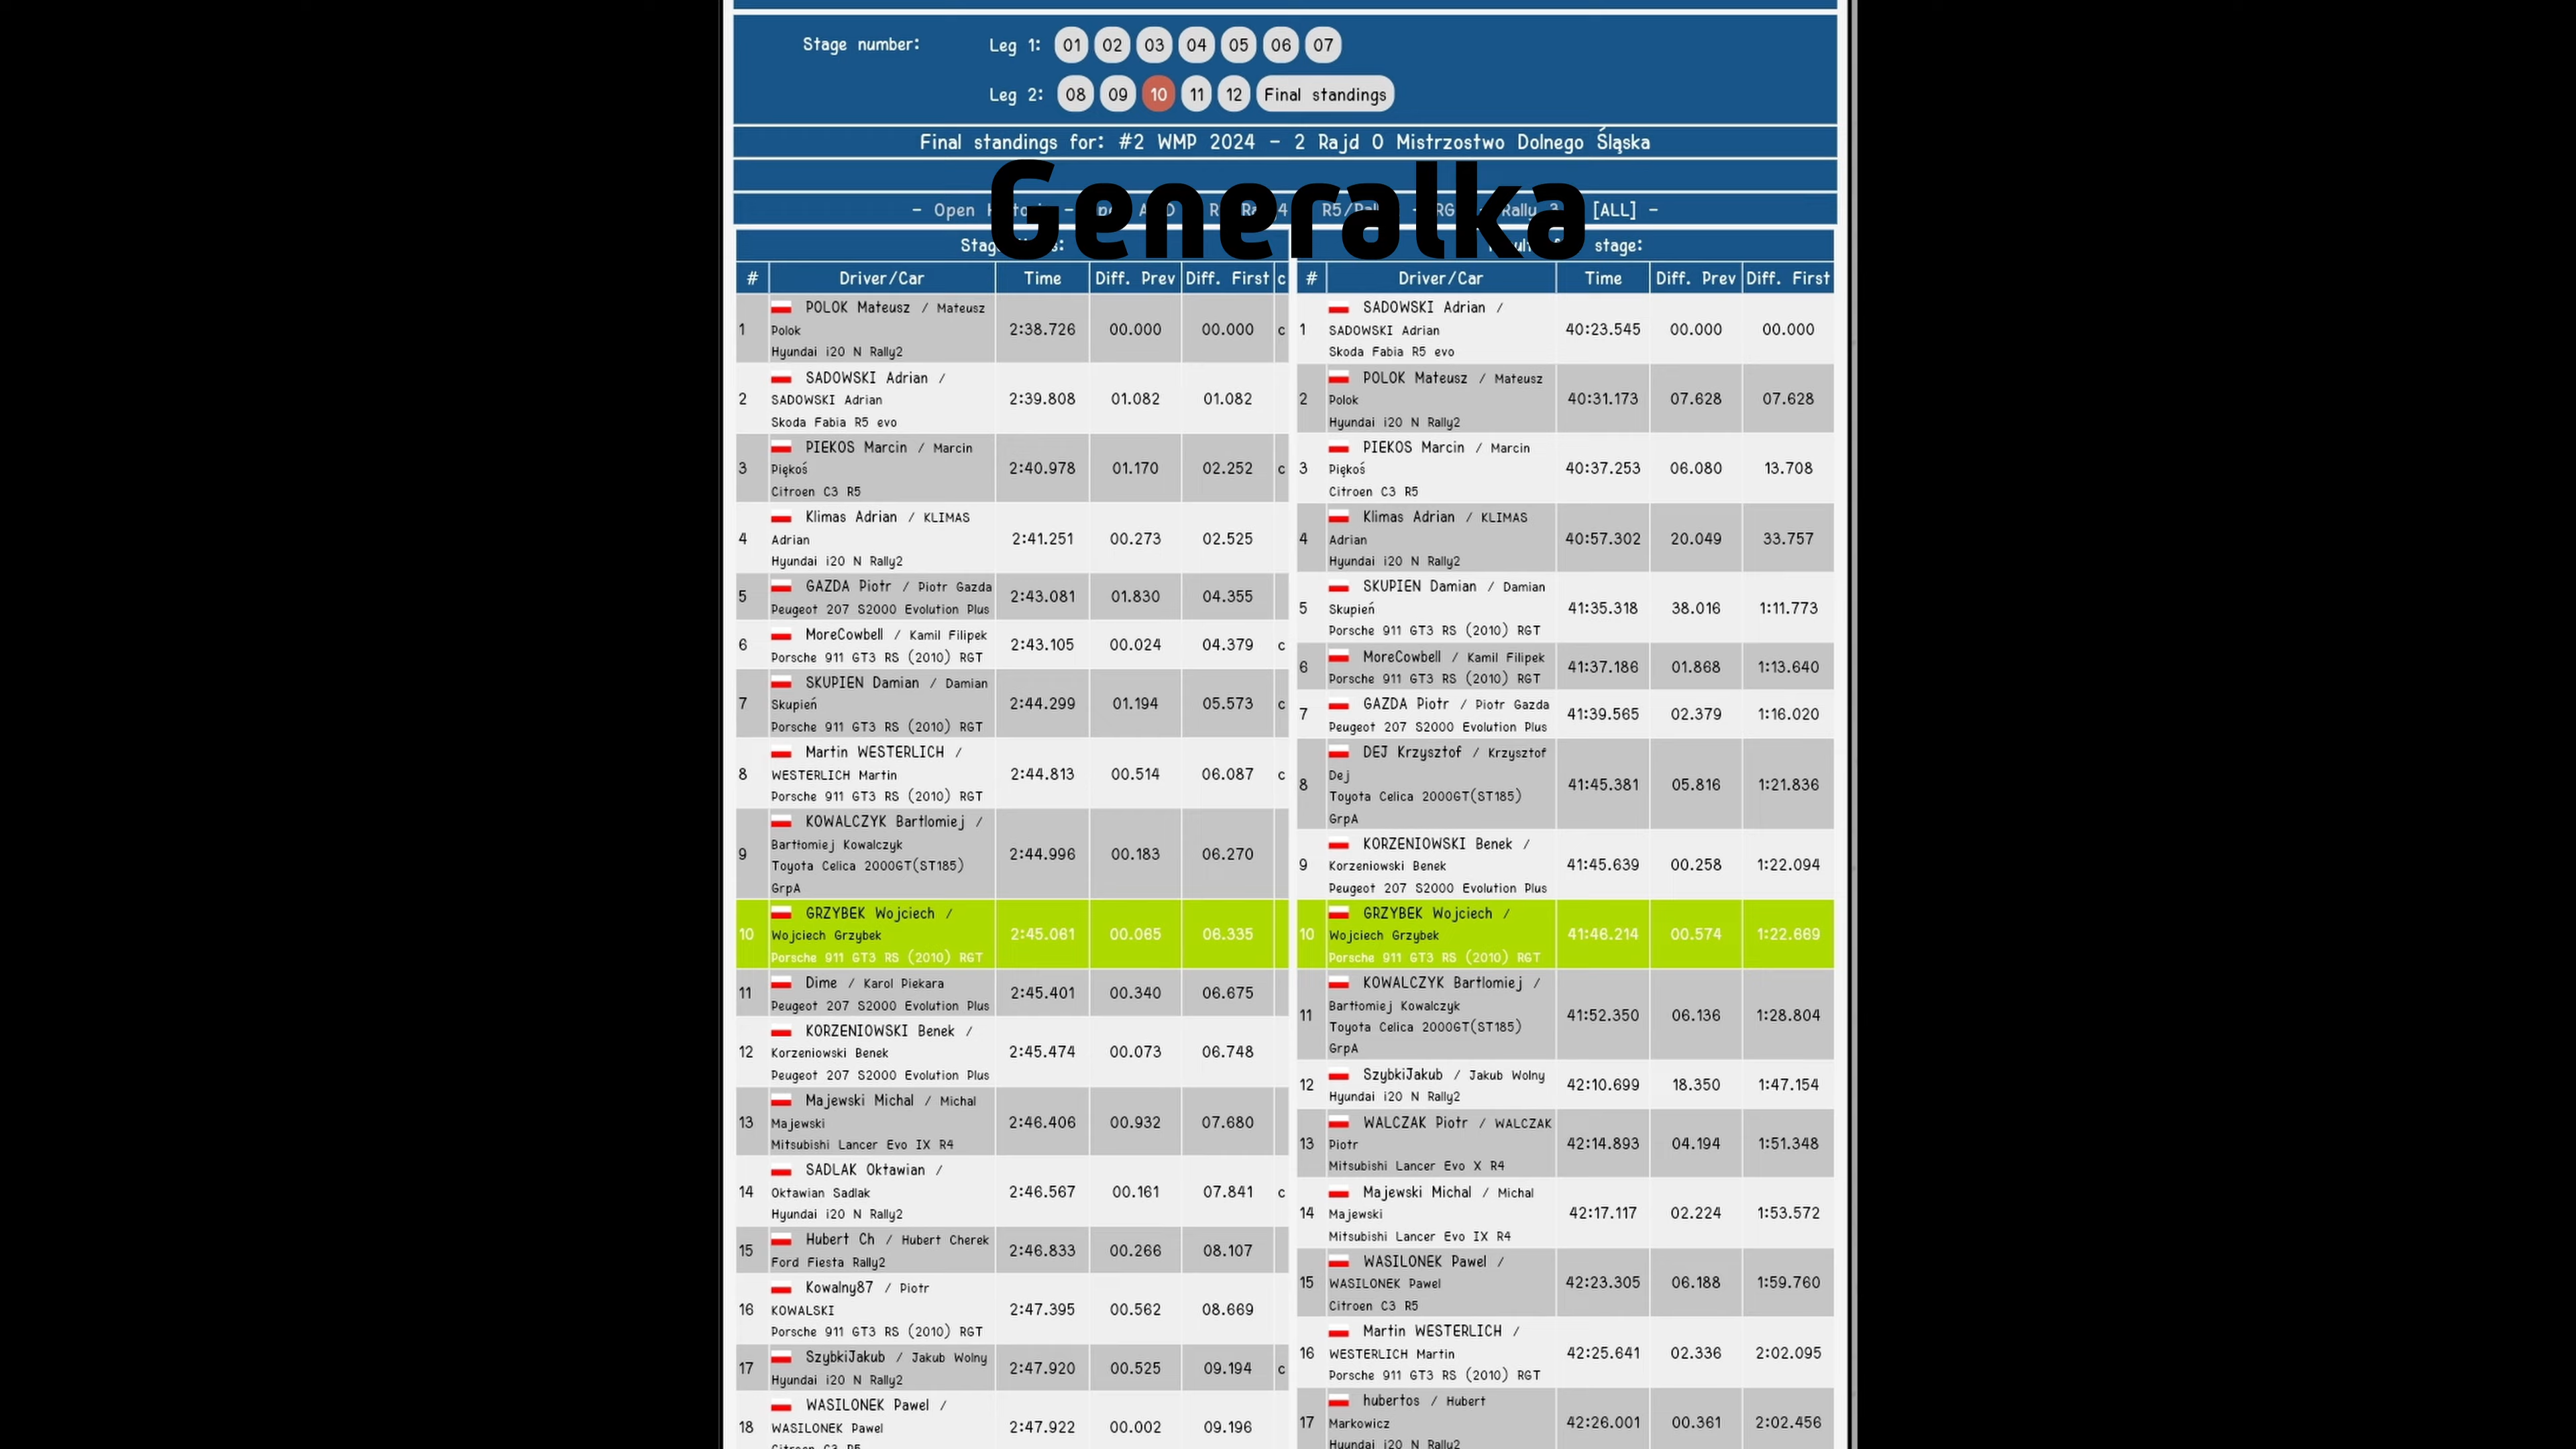 Stage number: Leg 1: 01 02 03 04 05 06 07
Leg 2: 08 09 10 11 12 Final standings
Final standings for: #2 WMP 2024 - 2 Rajd O Mistrzostwo Dolnego Śląska
Generalka
- Open [ALL] -
stage:
# Driver/Car Time Diff. Prev Diff. First c
1 POLOK Mateusz / Mateusz
Polok 2:38.726 00.000 00.000 c
Hyundai i20 N Rally2
2 SADOWSKI Adrian /
SADOWSKI Adrian 2:39.808 01.082 01.082
Skoda Fabia R5 evo
3 PIEKOS Marcin / Marcin
Piękoś 2:40.978 01.170 02.252 c
Citroen C3 R5
4 Klimas Adrian / KLIMAS
Adrian 2:41.251 00.273 02.525
Hyundai i20 N Rally2
5 GAZDA Piotr / Piotr Gazda 2:43.081 01.830 04.355
Peugeot 207 S2000 Evolution Plus
6 MoreCowbell / Kamil Filipek 2:43.105 00.024 04.379 c
Porsche 911 GT3 RS (2010) RGT
7 SKUPIEN Damian / Damian
Skupień 2:44.299 01.194 05.573 c
Porsche 911 GT3 RS (2010) RGT
8 Martin WESTERLICH /
WESTERLICH Martin 2:44.813 00.514 06.087 c
Porsche 911 GT3 RS (2010) RGT
9 KOWALCZYK Bartlomiej /
Bartłomiej Kowalczyk 2:44.996 00.183 06.270
Toyota Celica 2000GT(ST185)
GrpA
10 GRZYBEK Wojciech /
Wojciech Grzybek 2:45.061 00.065 06.335
Porsche 911 GT3 RS (2010) RGT
11 Dime / Karol Piekara 2:45.401 00.340 06.675
Peugeot 207 S2000 Evolution Plus
12 KORZENIOWSKI Benek /
Korzeniowski Benek 2:45.474 00.073 06.748
Peugeot 207 S2000 Evolution Plus
13 Majewski Michal / Michal
Majewski 2:46.406 00.932 07.680
Mitsubishi Lancer Evo IX R4
14 SADLAK Oktawian /
Oktawian Sadlak 2:46.567 00.161 07.841 c
Hyundai i20 N Rally2
15 Hubert Ch / Hubert Cherek 2:46.833 00.266 08.107
Ford Fiesta Rally2
16 Kowalny87 / Piotr
KOWALSKI 2:47.395 00.562 08.669
Porsche 911 GT3 RS (2010) RGT
17 SzybkiJakub / Jakub Wolny 2:47.920 00.525 09.194 c
Hyundai i20 N Rally2
18 WASILONEK Pawel /
WASILONEK Pawel 2:47.922 00.002 09.196
Citroen C3 R5
# Driver/Car Time Diff. Prev Diff. First
1 SADOWSKI Adrian /
SADOWSKI Adrian 40:23.545 00.000 00.000
Skoda Fabia R5 evo
2 POLOK Mateusz / Mateusz
Polok 40:31.173 07.628 07.628
Hyundai i20 N Rally2
3 PIEKOS Marcin / Marcin
Piękoś 40:37.253 06.080 13.708
Citroen C3 R5
4 Klimas Adrian / KLIMAS
Adrian 40:57.302 20.049 33.757
Hyundai i20 N Rally2
5 SKUPIEN Damian / Damian
Skupień 41:35.318 38.016 1:11.773
Porsche 911 GT3 RS (2010) RGT
6 MoreCowbell / Kamil Filipek 41:37.186 01.868 1:13.640
Porsche 911 GT3 RS (2010) RGT
7 GAZDA Piotr / Piotr Gazda 41:39.565 02.379 1:16.020
Peugeot 207 S2000 Evolution Plus
8 DEJ Krzysztof / Krzysztof
Dej 41:45.381 05.816 1:21.836
Toyota Celica 2000GT(ST185)
GrpA
9 KORZENIOWSKI Benek /
Korzeniowski Benek 41:45.639 00.258 1:22.094
Peugeot 207 S2000 Evolution Plus
10 GRZYBEK Wojciech /
Wojciech Grzybek 41:46.214 00.574 1:22.669
Porsche 911 GT3 RS (2010) RGT
11 KOWALCZYK Bartlomiej /
Bartłomiej Kowalczyk 41:52.350 06.136 1:28.804
Toyota Celica 2000GT(ST185)
GrpA
12 SzybkiJakub / Jakub Wolny 42:10.699 18.350 1:47.154
Hyundai i20 N Rally2
13 WALCZAK Piotr / WALCZAK
Piotr 42:14.893 04.194 1:51.348
Mitsubishi Lancer Evo X R4
14 Majewski Michal / Michal
Majewski 42:17.117 02.224 1:53.572
Mitsubishi Lancer Evo IX R4
15 WASILONEK Pawel /
WASILONEK Pawel 42:23.305 06.188 1:59.760
Citroen C3 R5
16 Martin WESTERLICH /
WESTERLICH Martin 42:25.641 02.336 2:02.095
Porsche 911 GT3 RS (2010) RGT
17 hubertos / Hubert
Markowicz 42:26.001 00.361 2:02.456
Hyundai i20 N Rally2